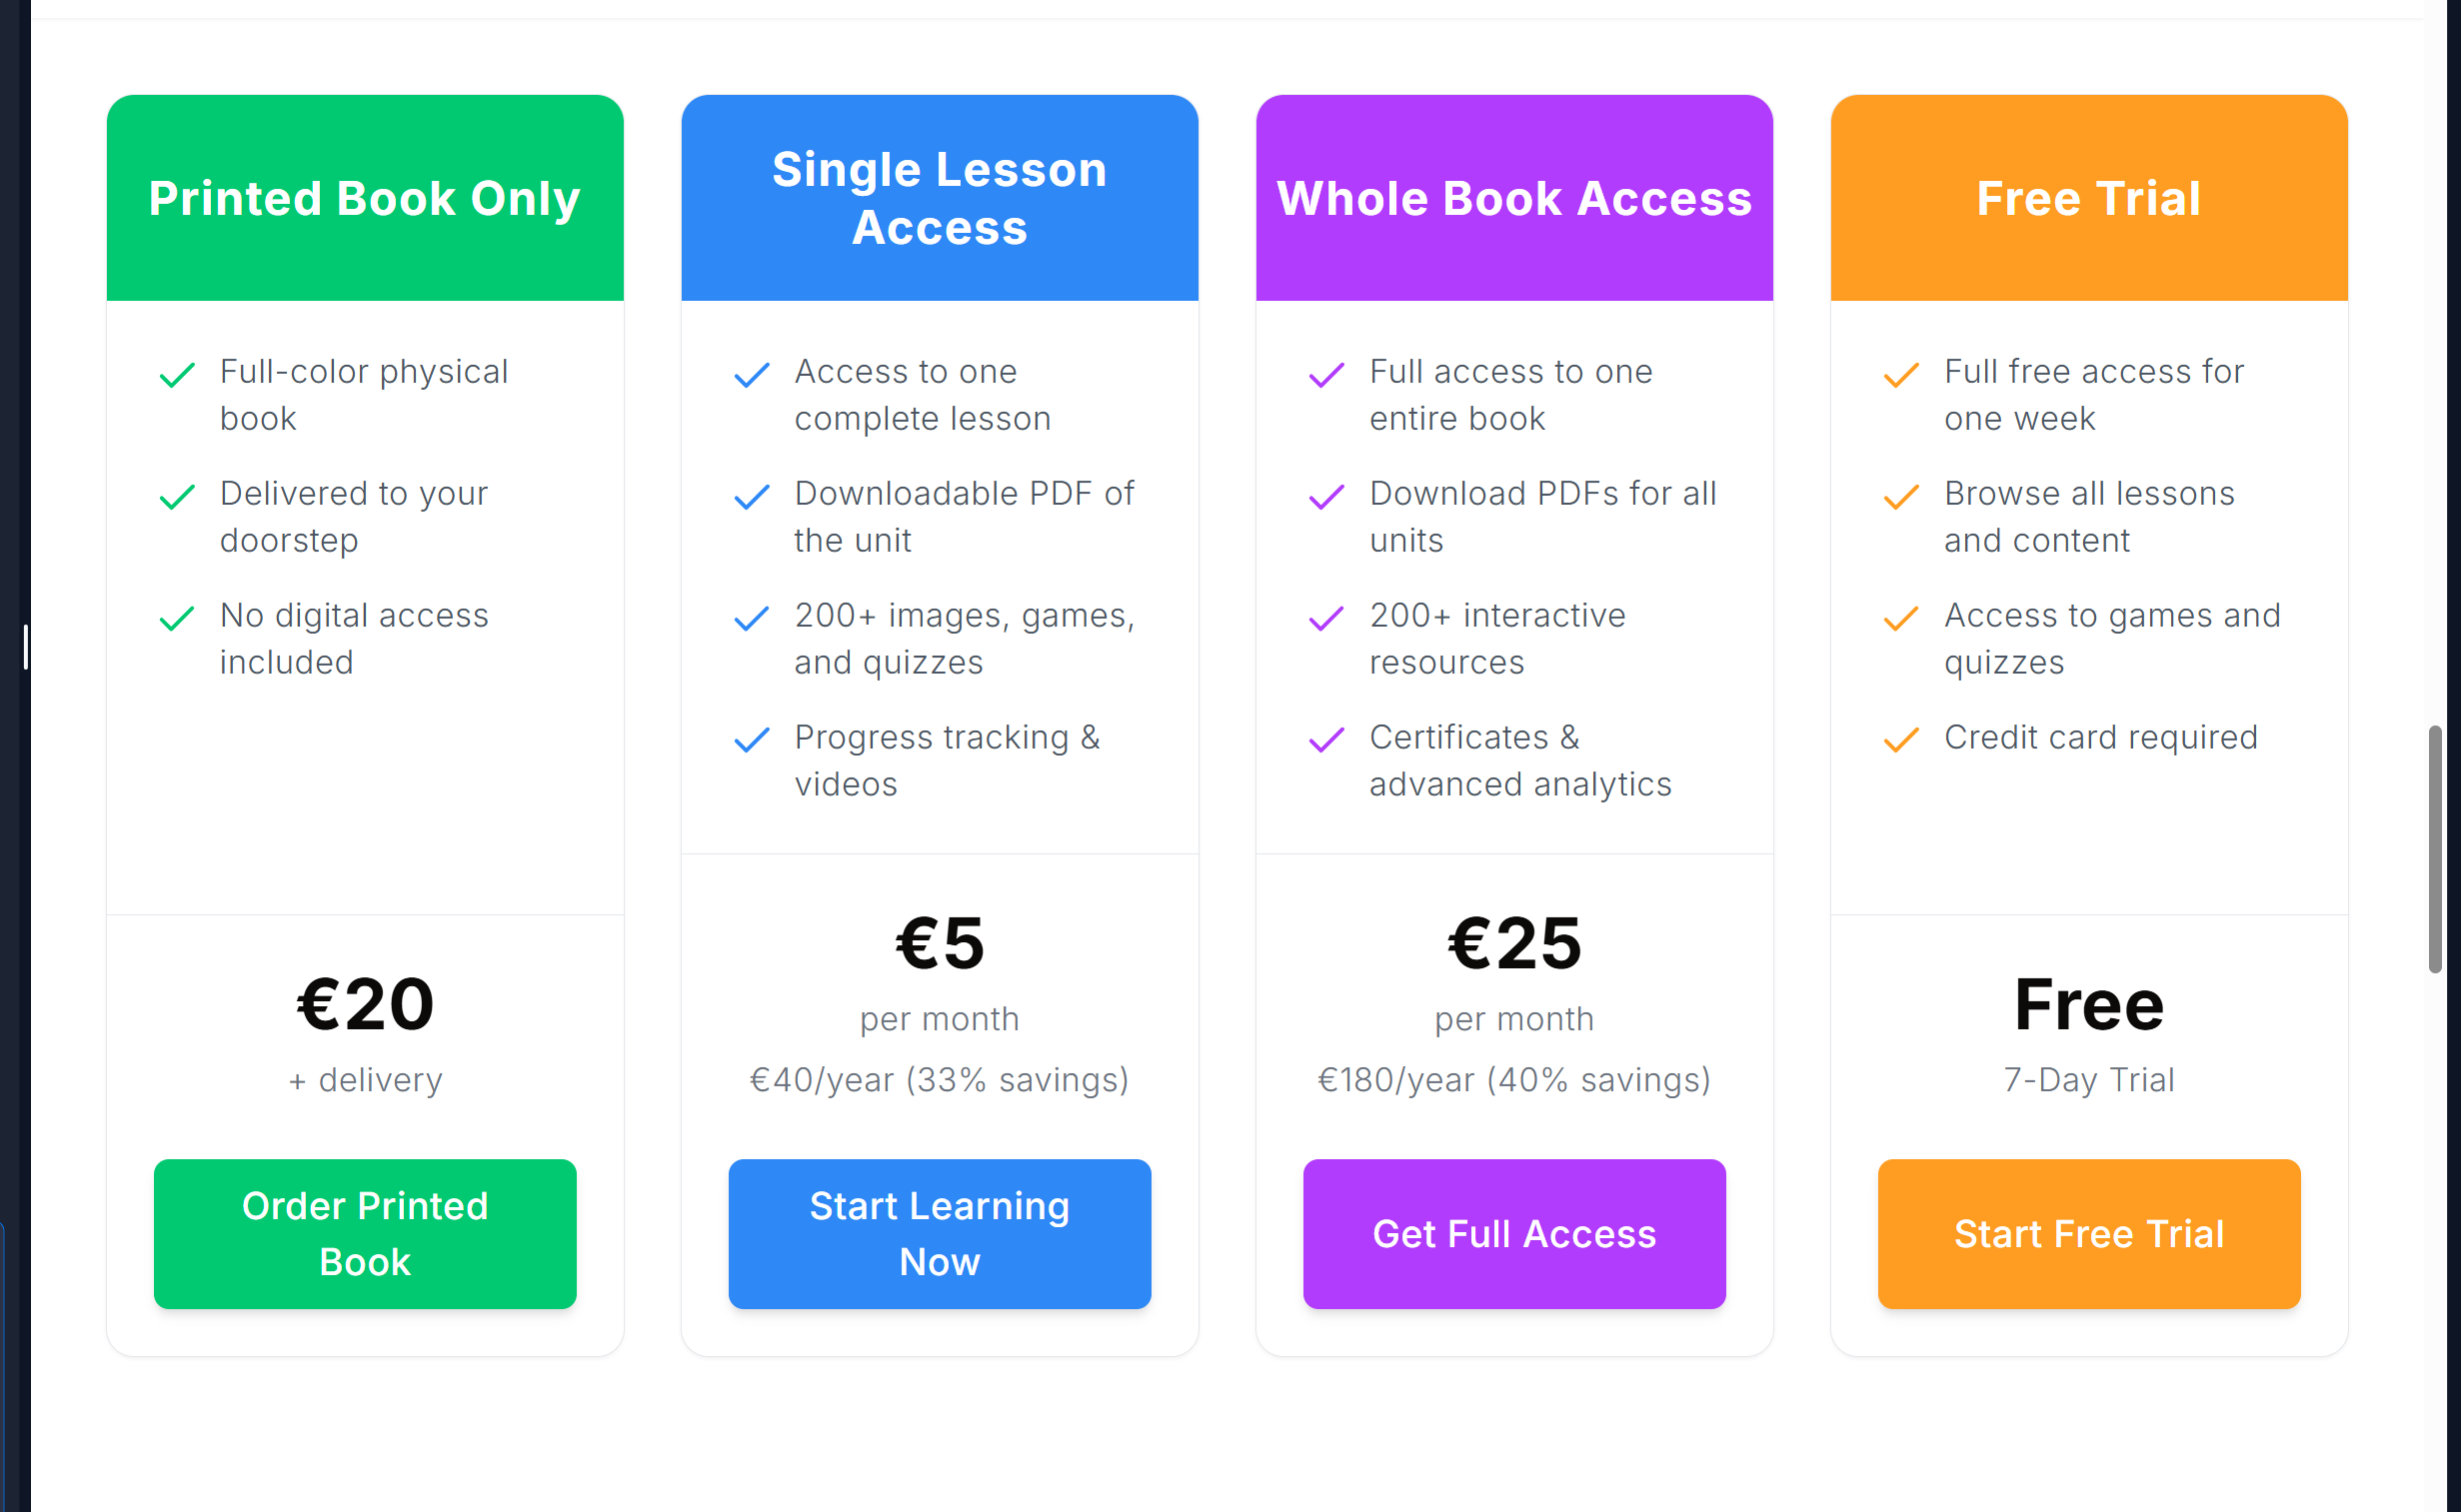 Printed Book Only
Full-color physical
book
Delivered to your
doorstep
No digital access
included
€20
+ delivery
Order Printed
Book
Single Lesson
Access
Access to one
complete lesson
Downloadable PDF of
the unit
200+ images, games,
and quizzes
Progress tracking &
videos
€5
per month
€40/year (33% savings)
Start Learning
Now
Whole Book Access
Full access to one
entire book
Download PDFs for all
units
200+ interactive
resources
Certificates &
advanced analytics
€25
per month
€180/year (40% savings)
Get Full Access
Free Trial
Full free access for
one week
Browse all lessons
and content
Access to games and
quizzes
Credit card required
Free
7-Day Trial
Start Free Trial